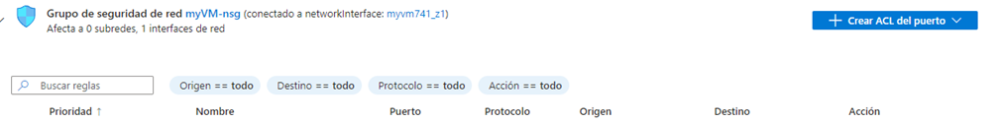 Grupo de seguridad de red myVM-nsg (conectado a networkInterface: myvm741_z1)
Afecta a 0 subredes, 1 interfaces de red
Crear ACL del puerto
Buscar reglas
Origen == todo
Destino == todo
Protocolo == todo
Acción == todo
Prioridad ↑ Nombre Puerto Protocolo Origen Destino Acción